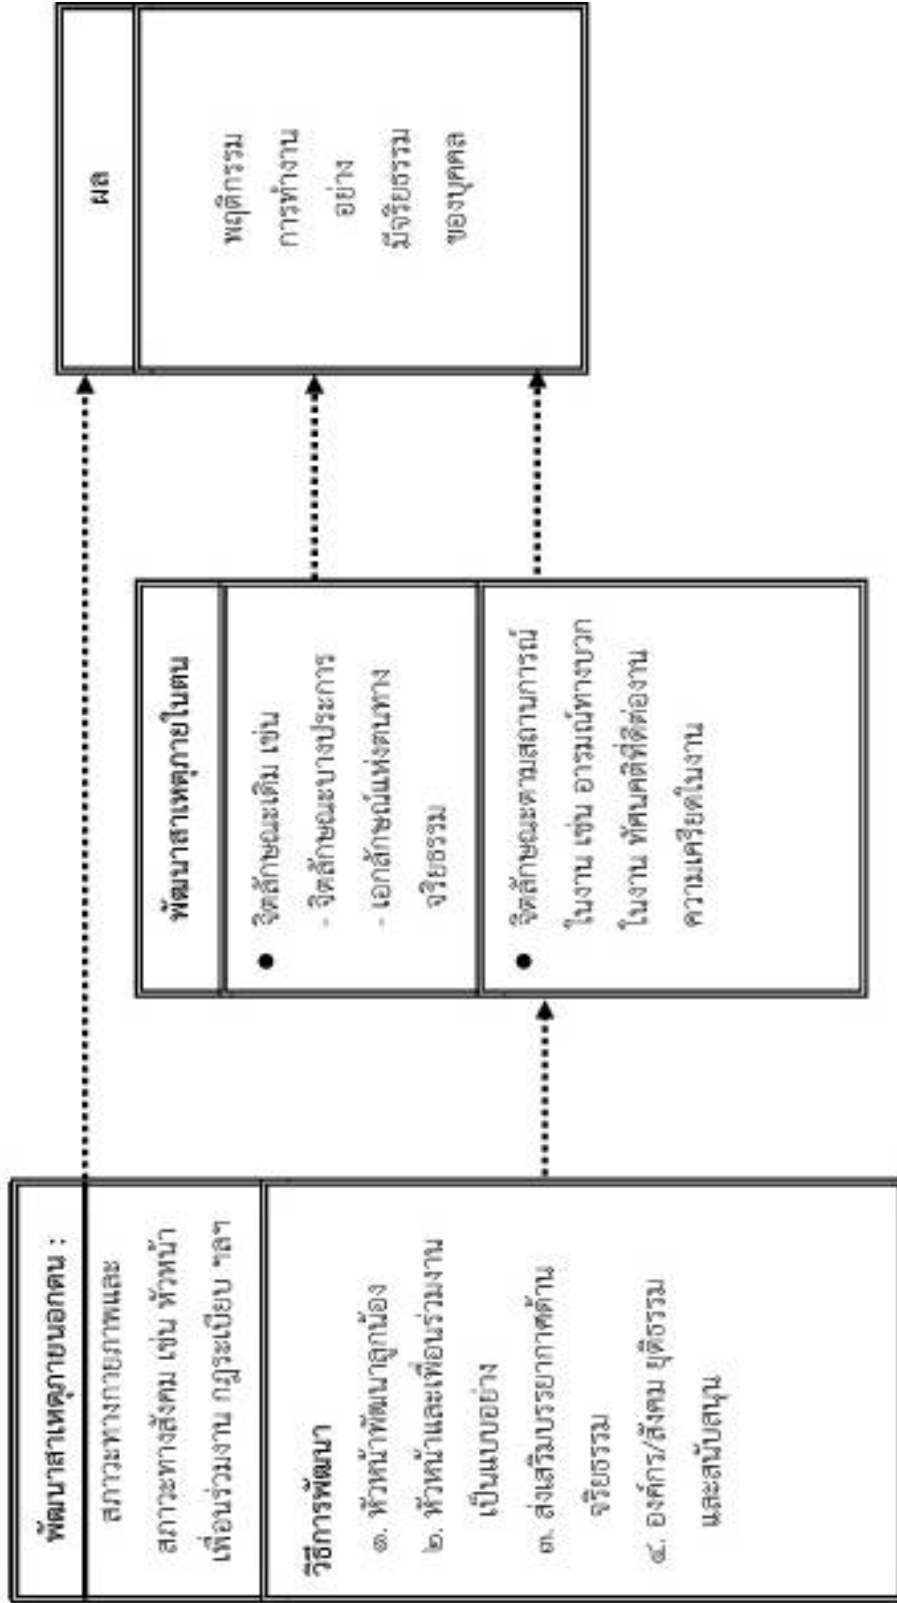 พัฒนาสาเหตุภายนอกตน :
สภาวะทางกายภาพและ
สภาวะทางสังคม เช่น หัวหน้า
เพื่อนร่วมงาน กฎระเบียบ ฯลฯ
วิธีการพัฒนา
๑. หัวหน้าพัฒนาลูกน้อง
๒. หัวหน้าและเพื่อนร่วมงาน
เป็นแบบอย่าง
๓. ส่งเสริมบรรยากาศด้าน
จริยธรรม
๔. องค์กร/สังคม ยุติธรรม
และสนับสนุน
พัฒนาสาเหตุภายในตน
● จิตลักษณะเดิม เช่น
- จิตลักษณะบางประการ
- เอกลักษณ์แห่งตนทาง
จริยธรรม
● จิตลักษณะตามสถานการณ์
ในงาน เช่น อารมณ์ทางบวก
ในงาน ทัศนคติที่ดีต่องาน
ความเครียดในงาน
ผล
พฤติกรรม
การทำงาน
อย่าง
มีจริยธรรม
ของบุคคล